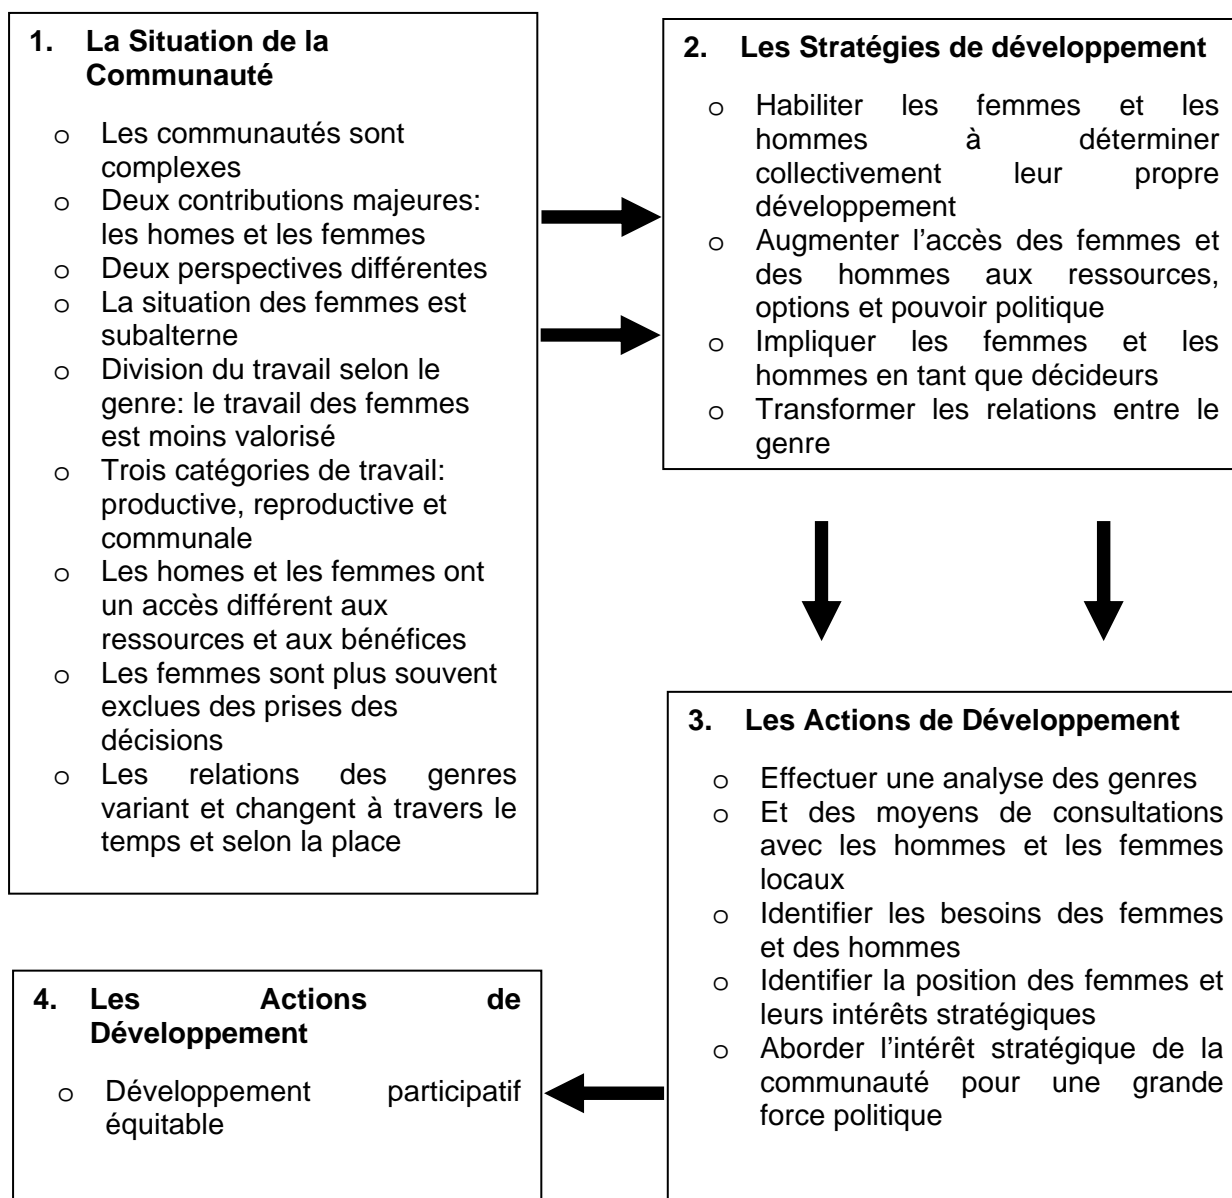 1. La Situation de la
Communauté
o Les communautés sont
complexes
o Deux contributions majeures:
les homes et les femmes
o Deux perspectives différentes
o La situation des femmes est
subalterne
o Division du travail selon le
genre: le travail des femmes
est moins valorisé
o Trois catégories de travail:
productive, reproductive et
communale
o Les homes et les femmes ont
un accès différent aux
ressources et aux bénéfices
o Les femmes sont plus souvent
exclues des prises des
décisions
o Les relations des genres
variant et changent à travers le
temps et selon la place
2. Les Stratégies de développement
o Habiliter les femmes et les
hommes à déterminer
collectivement leur propre
développement
o Augmenter l’accès des femmes et
des hommes aux ressources,
options et pouvoir politique
o Impliquer les femmes et les
hommes en tant que décideurs
o Transformer les relations entre le
genre
3. Les Actions de Développement
o Effectuer une analyse des genres
o Et des moyens de consultations
avec les hommes et les femmes
locaux
o Identifier les besoins des femmes
et des hommes
o Identifier la position des femmes et
leurs intérêts stratégiques
o Aborder l’intérêt stratégique de la
communauté pour une grande
force politique
4. Les Actions de
Développement
o Développement participatif
équitable